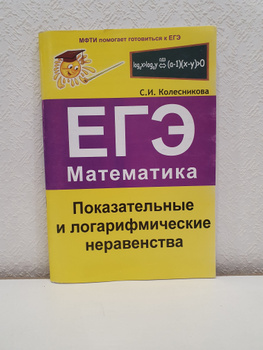 МФТИ помогает готовиться к ЕГЭ
С.И. Колесникова
ЕГЭ
Математика
Показательные
и логарифмические
неравенства